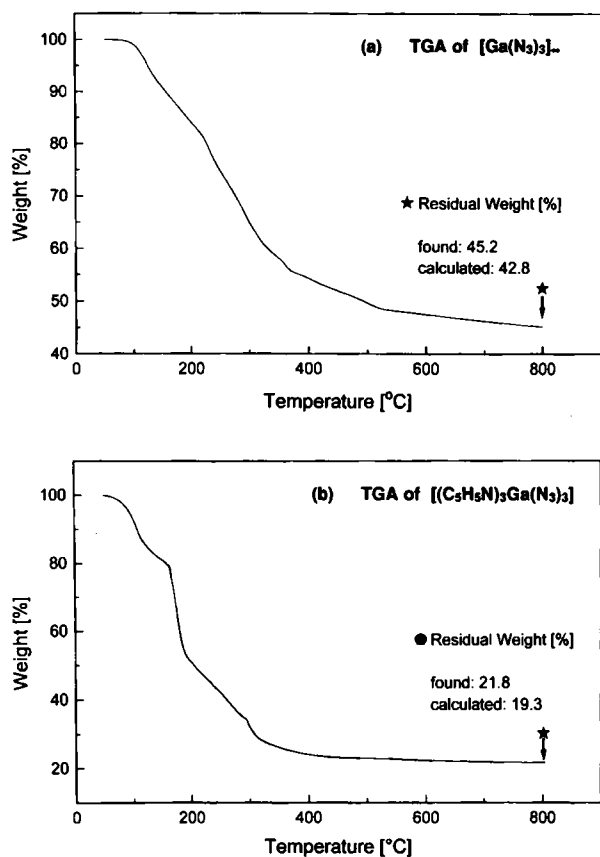 (a) TGA of [Ga(N₃)₃]∞
100
90
80
70
60
50
40
Weight [%]
★ Residual Weight [%]
found: 45.2
calculated: 42.8
0 200 400 600 800
Temperature [°C]
(b) TGA of [(C₅H₅N)₃Ga(N₃)₃]
100
80
60
40
20
Weight [%]
Residual Weight [%]
found: 21.8
calculated: 19.3
0 200 400 600 800
Temperature [°C]